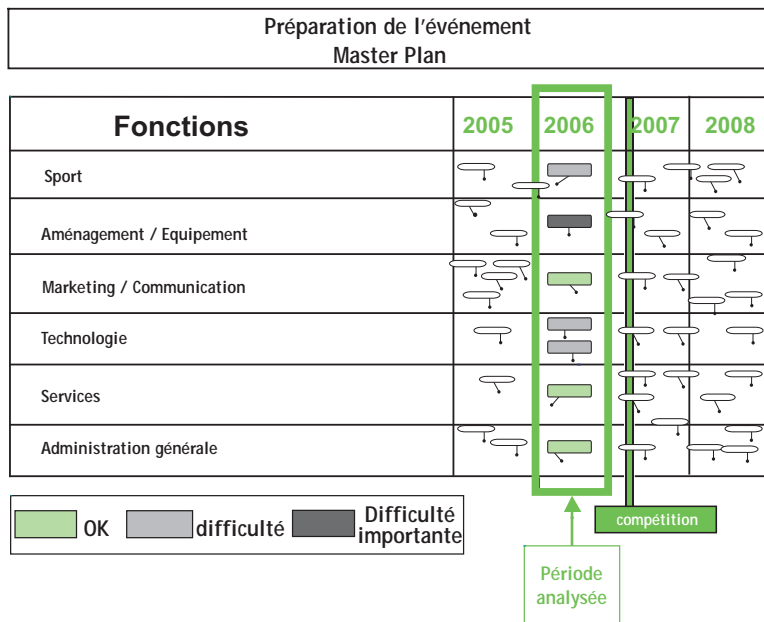 Préparation de l'événement
Master Plan
Fonctions 2005 2006 2007 2008
Sport
Aménagement / Equipement
Marketing / Communication
Technologie
Services
Administration générale
OK difficulté Difficulté
importante
compétition
Période
analysée